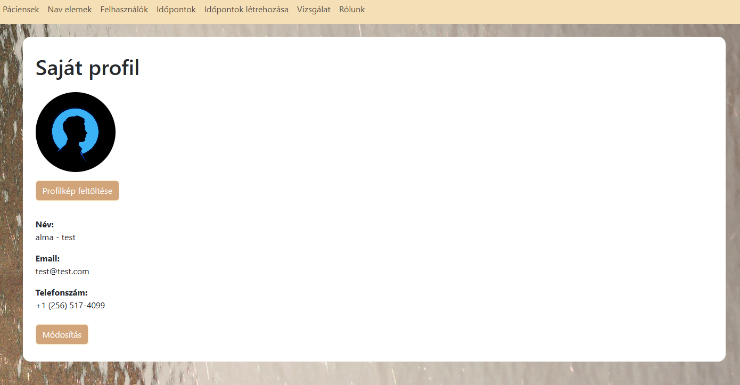 Páciensek Nav elemek Felhasználók Időpontok Időpontok létrehozása Vizsgálat Rólunk
Saját profil
Profilkép feltöltése
Név:
alma - test
Email:
test@test.com
Telefonszám:
+1 (256) 517-4099
Módosítás